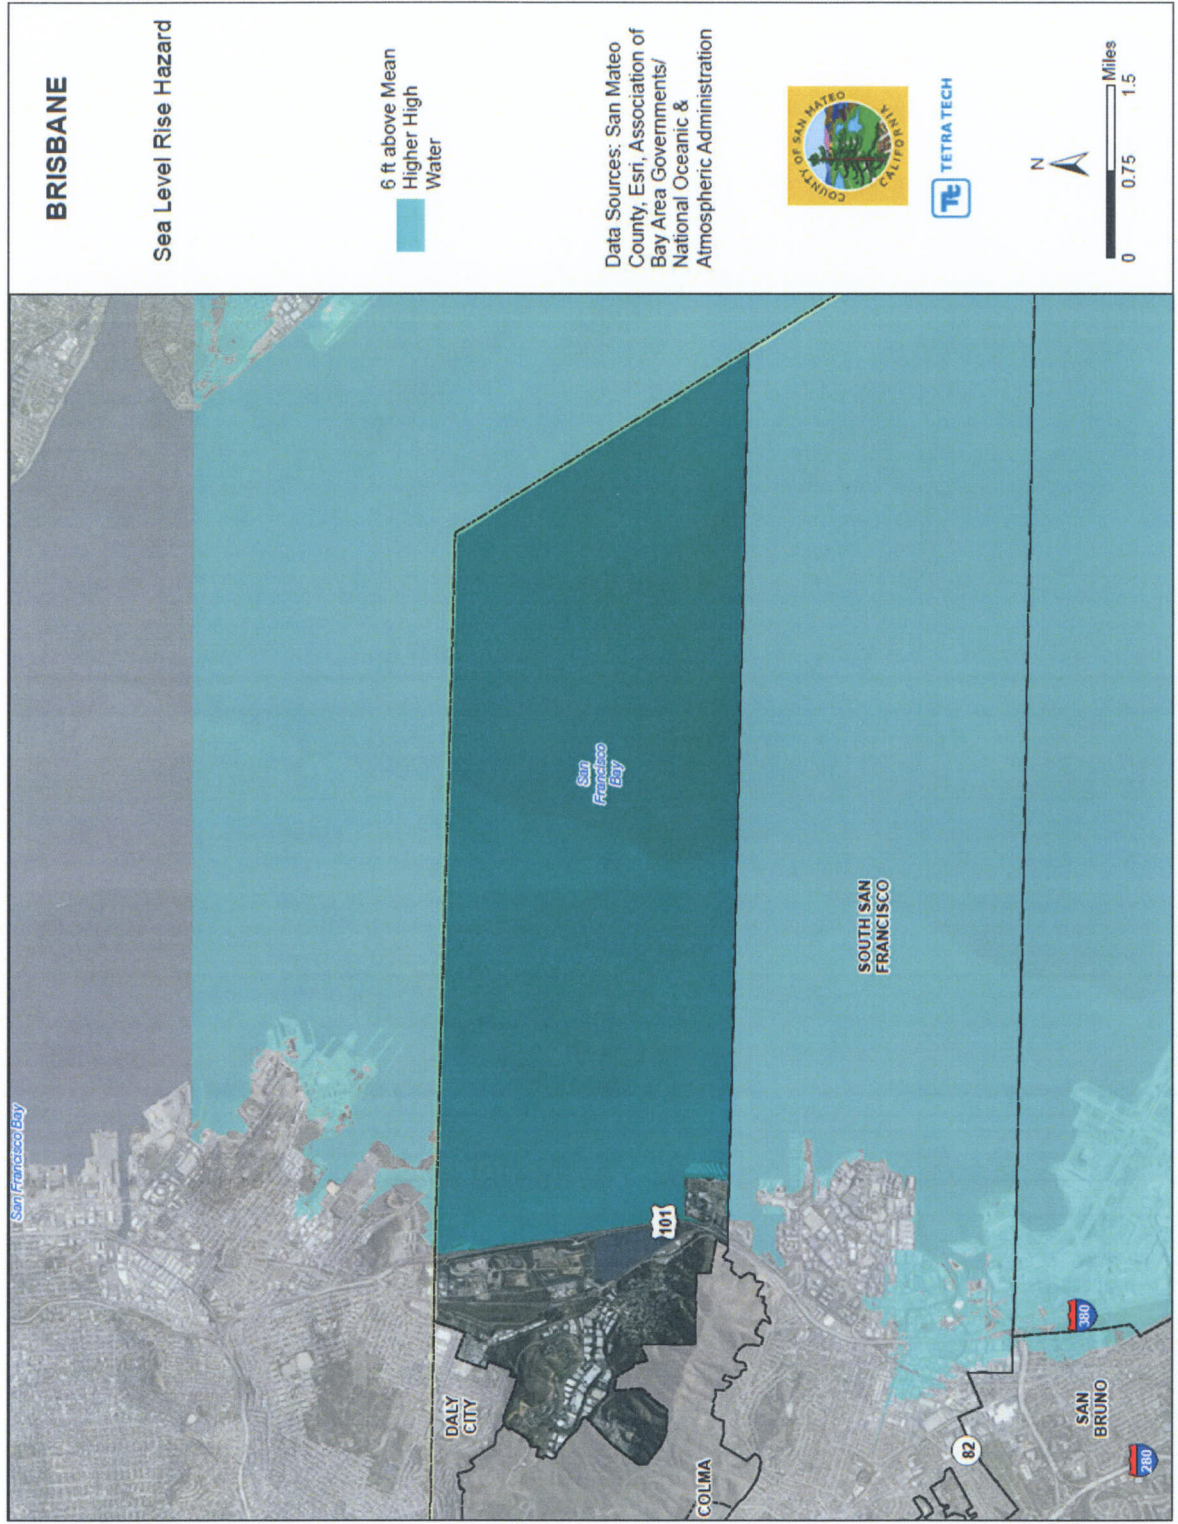 BRISBANE
Sea Level Rise Hazard
6 ft above Mean
Higher High
Water
Data Sources: San Mateo
County, Esri, Association of
Bay Area Governments/
National Oceanic &
Atmospheric Administration
COUNTY OF SAN MATEO
CALIFORNIA
Tt TETRA TECH
N
0 0.75 1.5
Miles
San Francisco Bay
San
Francisco
Bay
101
DALY
CITY
COLMA
SOUTH SAN
FRANCISCO
82
380
SAN
BRUNO
280